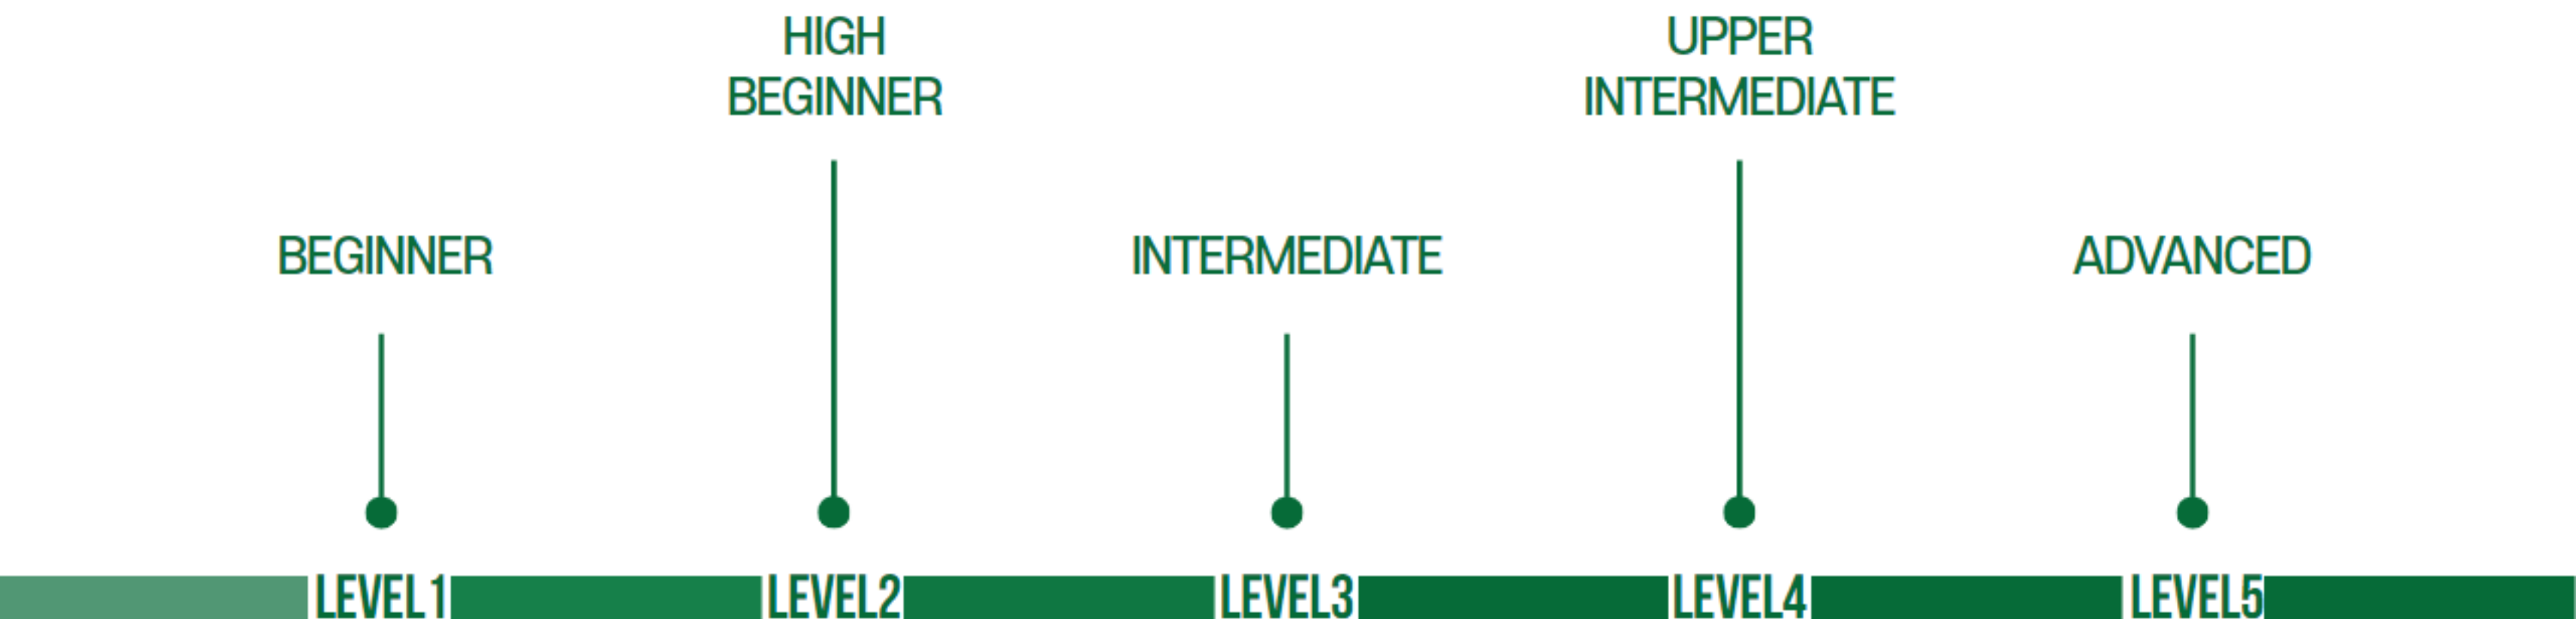 HIGH
BEGINNER
UPPER
INTERMEDIATE
BEGINNER
INTERMEDIATE
ADVANCED
LEVEL1
LEVEL2
LEVEL3
LEVEL4
LEVEL5